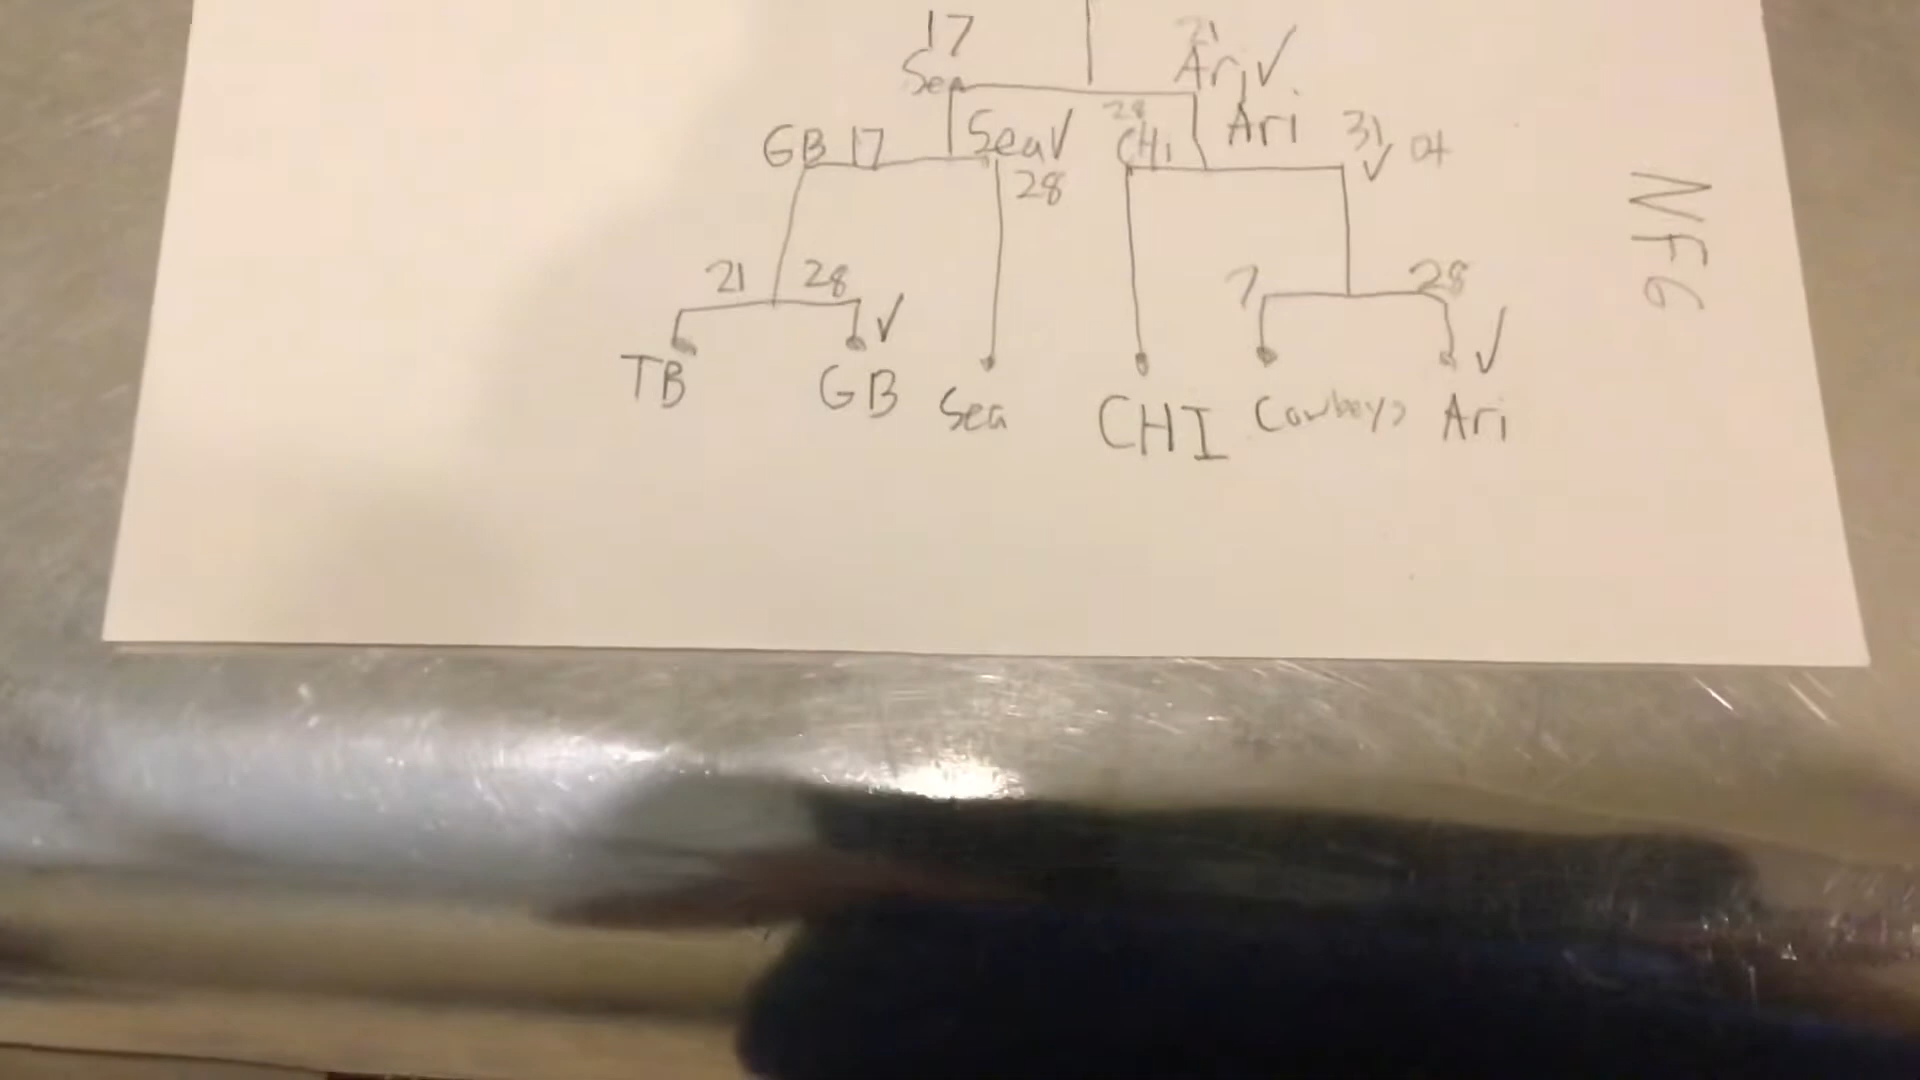 17 21
Sea Ari ✓
GB 17 Sea ✓ 28 CHI Ari 31 ✓ OT
28
21 28 ✓ 7 28 ✓
TB GB Sea CHI Cowboys Ari
NFC